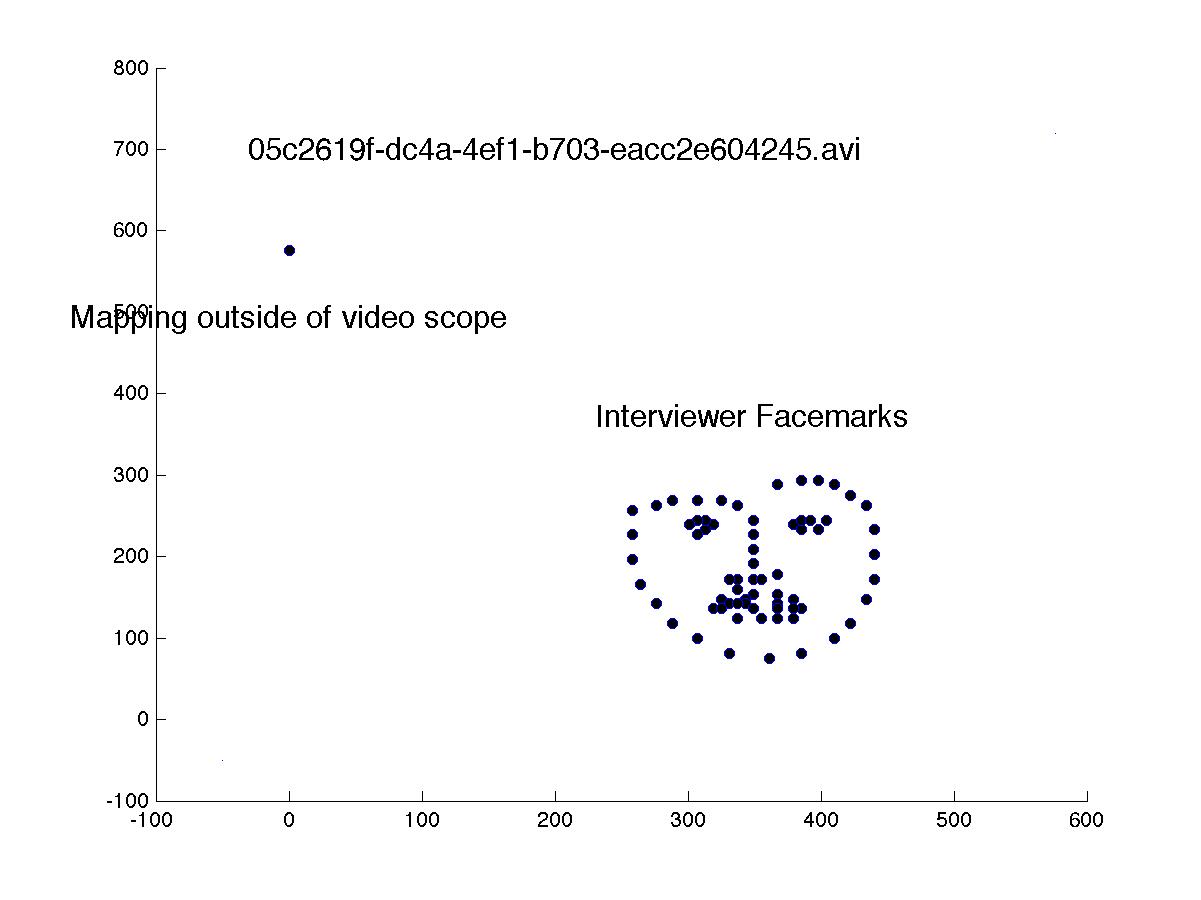 800
700
05c2619f-dc4a-4ef1-b703-eacc2e604245.avi
600
500
Mapping outside of video scope
400
Interviewer Facemarks
300
200
100
0
-100
-100 0 100 200 300 400 500 600